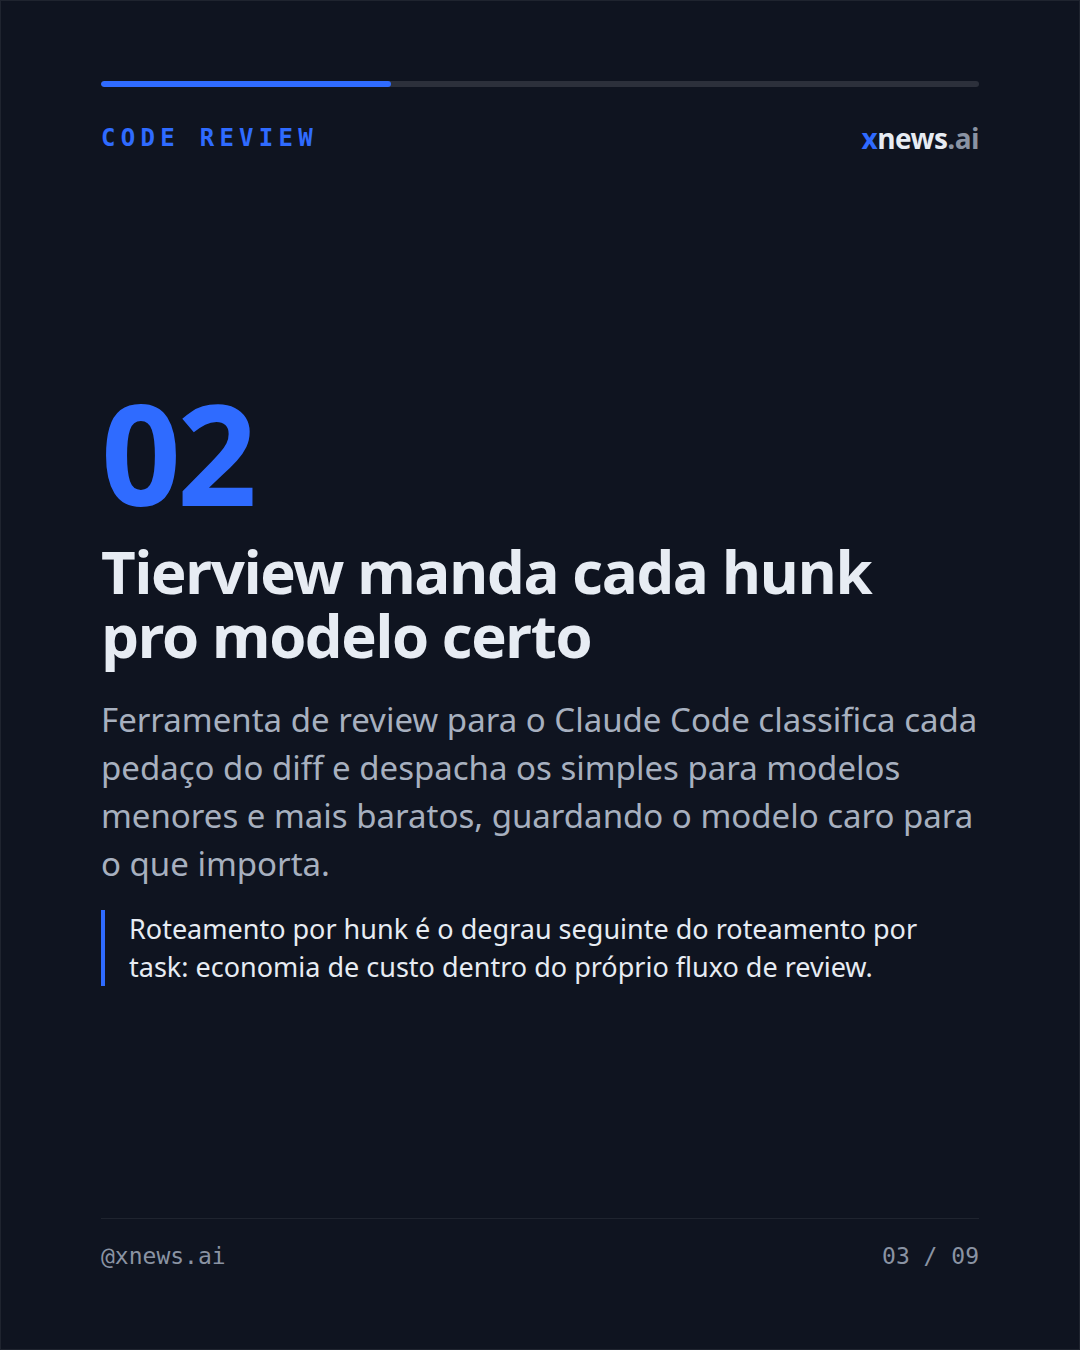 CODE REVIEW
xnews.ai
02
Tierview manda cada hunk
pro modelo certo
Ferramenta de review para o Claude Code classifica cada
pedaço do diff e despacha os simples para modelos
menores e mais baratos, guardando o modelo caro para
o que importa.
Roteamento por hunk é o degrau seguinte do roteamento por
task: economia de custo dentro do próprio fluxo de review.
@xnews.ai
03 / 09